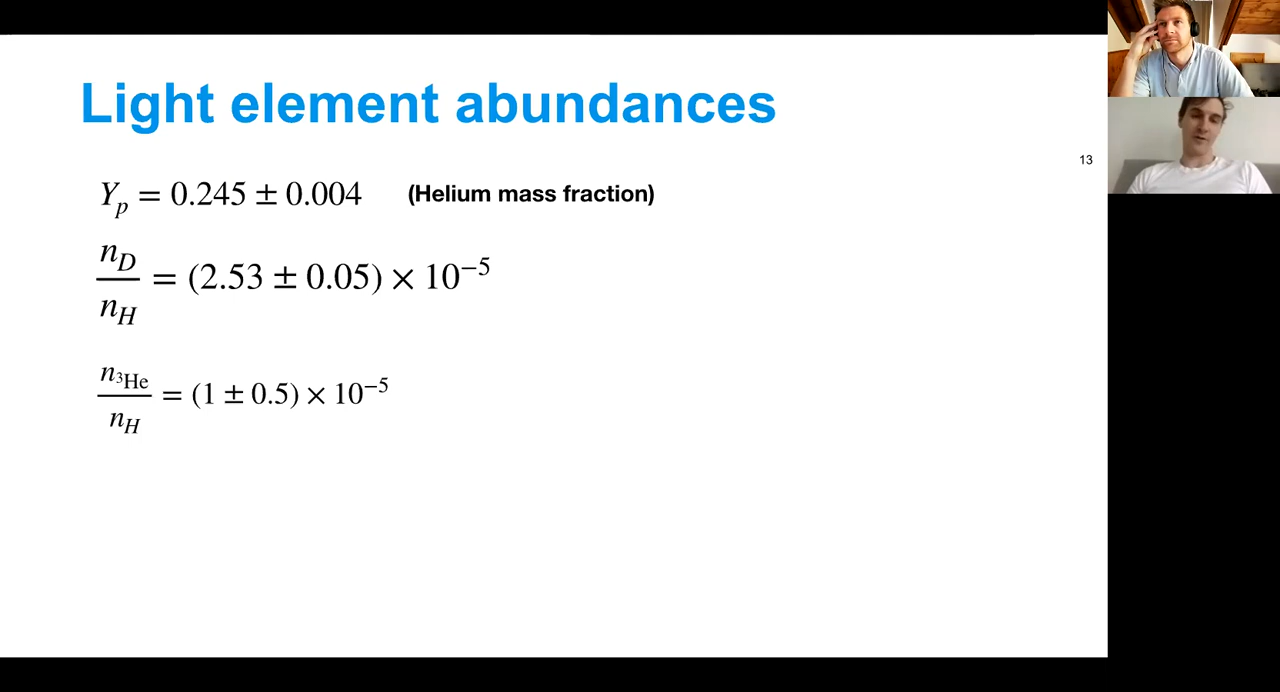 Light element abundances
13
Yₚ = 0.245 ± 0.004 (Helium mass fraction)
n_D / n_H = (2.53 ± 0.05) × 10⁻⁵
n_³He / n_H = (1 ± 0.5) × 10⁻⁵